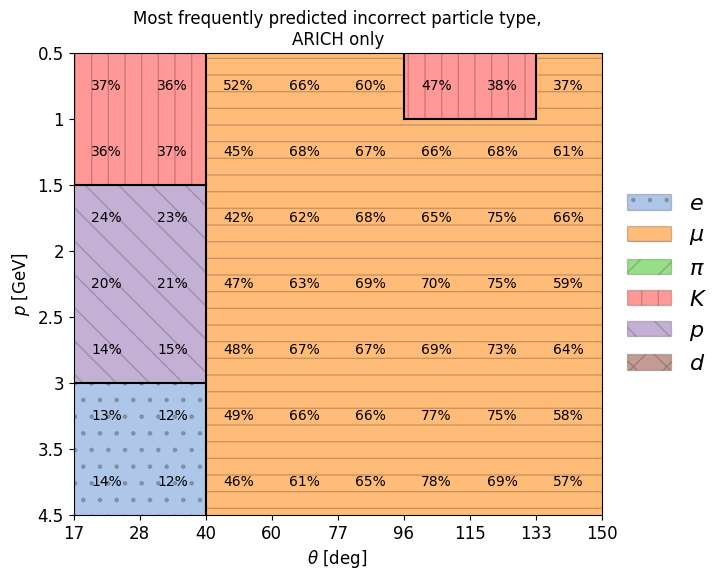 Most frequently predicted incorrect particle type,
ARICH only
0.5
37% 36% 52% 66% 60% 47% 38% 37%
1
36% 37% 45% 68% 67% 66% 68% 61%
1.5
24% 23% 42% 62% 68% 65% 75% 66%
2
20% 21% 47% 63% 69% 70% 75% 59%
2.5
14% 15% 48% 67% 67% 69% 73% 64%
3
13% 12% 49% 66% 66% 77% 75% 58%
3.5
14% 12% 46% 61% 65% 78% 69% 57%
4
4.5
p [GeV]
17 28 40 60 77 96 115 133 150
θ [deg]
e
μ
π
K
p
d